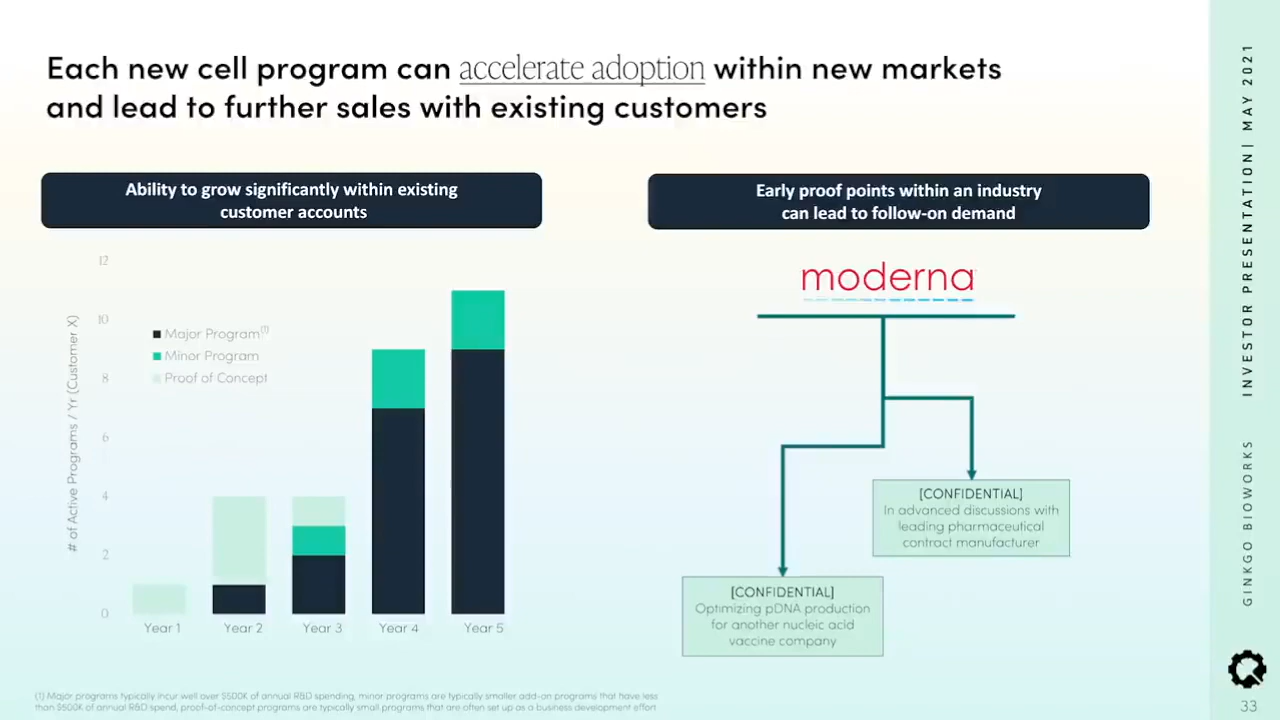 Each new cell program can accelerate adoption within new markets
and lead to further sales with existing customers
Ability to grow significantly within existing
customer accounts
12
10
8
6
4
2
0
# of Active Programs / Yr (Customer X)
Major Program(1)
Minor Program
Proof of Concept
Year 1
Year 2
Year 3
Year 4
Year 5
Early proof points within an industry
can lead to follow-on demand
moderna
[CONFIDENTIAL]
In advanced discussions with
leading pharmaceutical
contract manufacturer
[CONFIDENTIAL]
Optimizing pDNA production
for another nucleic acid
vaccine company
(1) Major programs typically incur well over $500K of annual R&D spending, minor programs are typically smaller add-on programs that have less
than $500K of annual R&D spend, proof-of-concept programs are typically small programs that are often set up as a business development effort
GINKGO BIOWORKS INVESTOR PRESENTATION| MAY 2021
33